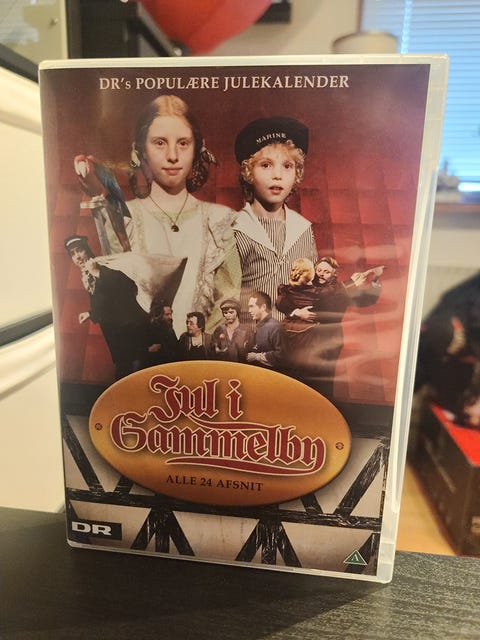 DR's POPULÆRE JULEKALENDER
MARINE
Jul i
Gammelby
ALLE 24 AFSNIT
DR
A